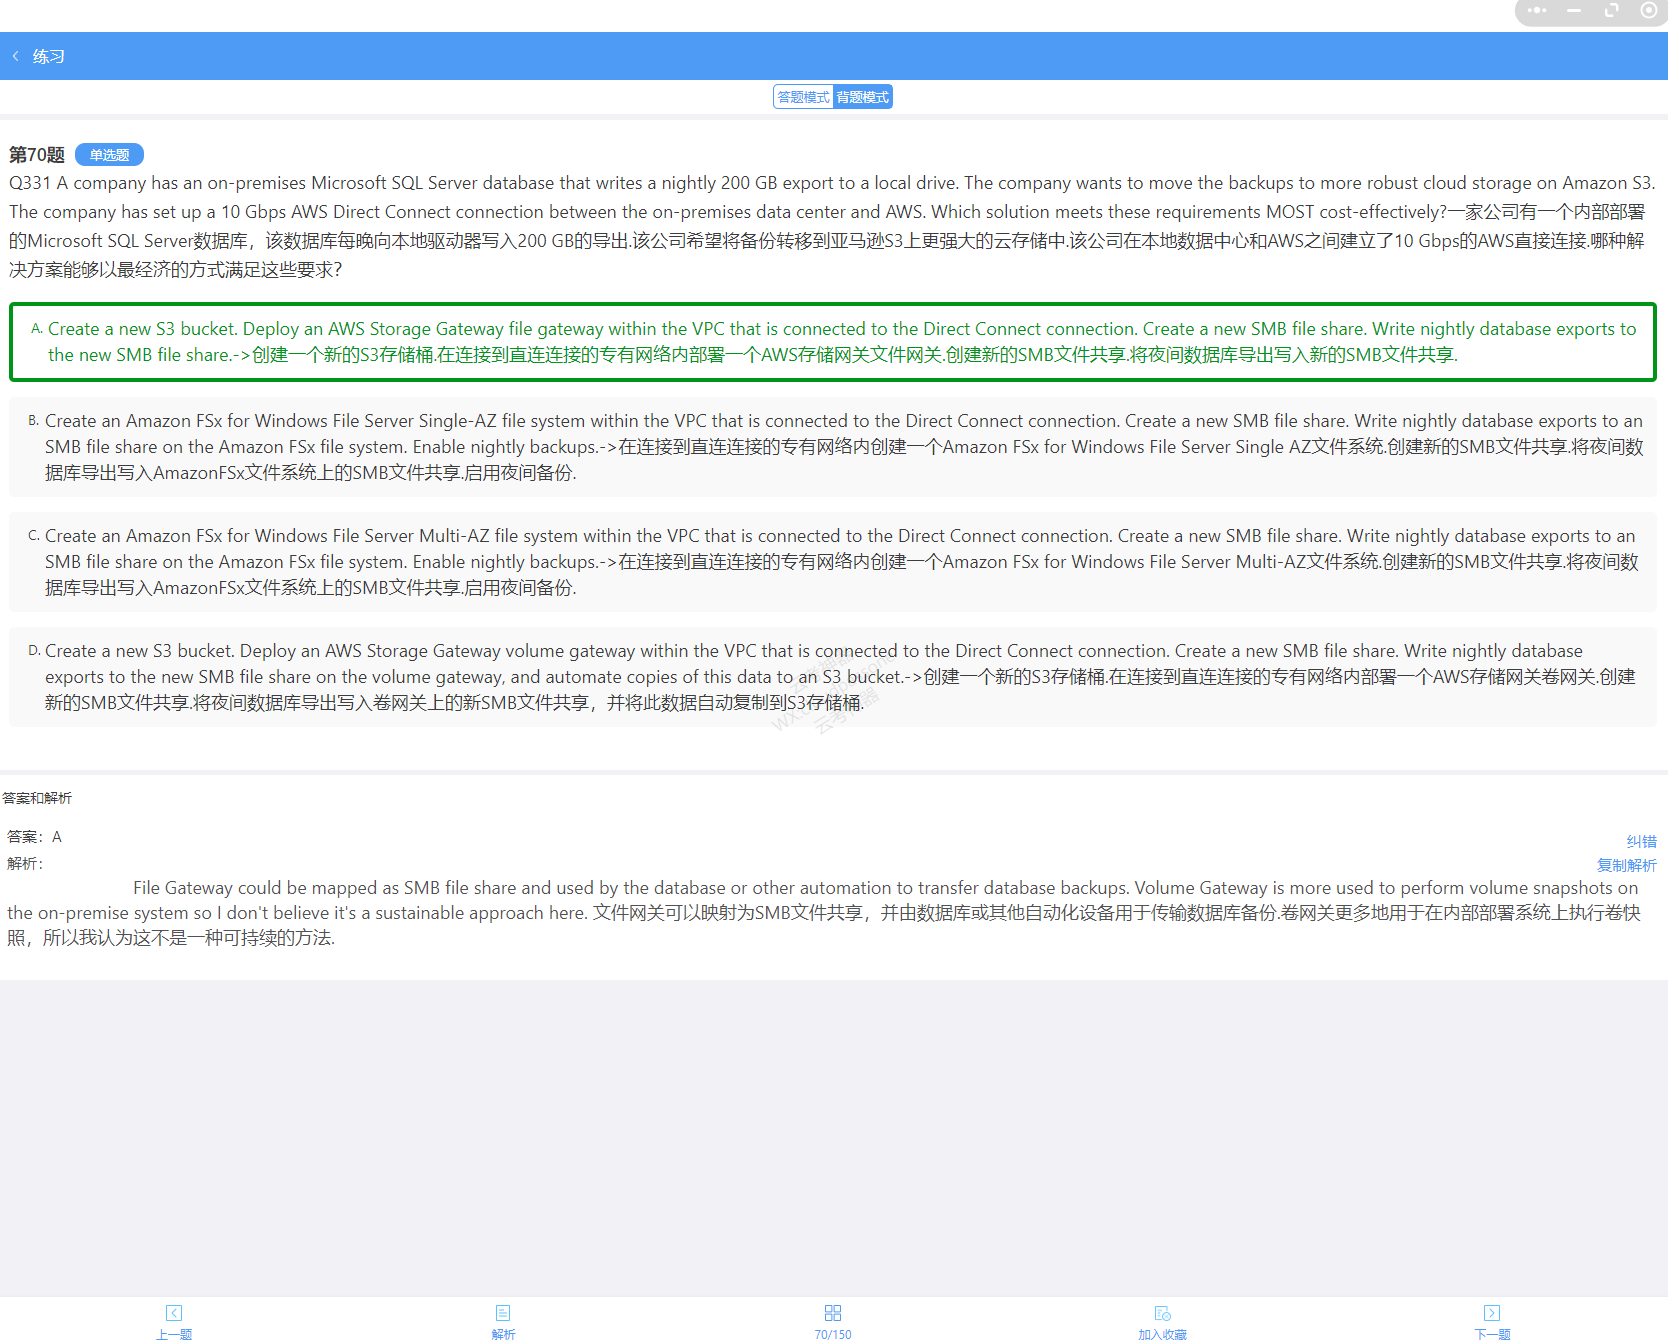 练习
答题模式 背题模式
第70题 单选题
Q331 A company has an on-premises Microsoft SQL Server database that writes a nightly 200 GB export to a local drive. The company wants to move the backups to more robust cloud storage on Amazon S3.
The company has set up a 10 Gbps AWS Direct Connect connection between the on-premises data center and AWS. Which solution meets these requirements MOST cost-effectively?一家公司有一个内部部署
的Microsoft SQL Server数据库，该数据库每晚向本地驱动器写入200 GB的导出.该公司希望将备份转移到亚马逊S3上更强大的云存储中.该公司在本地数据中心和AWS之间建立了10 Gbps的AWS直接连接.哪种解
决方案能够以最经济的方式满足这些要求?
A. Create a new S3 bucket. Deploy an AWS Storage Gateway file gateway within the VPC that is connected to the Direct Connect connection. Create a new SMB file share. Write nightly database exports to
the new SMB file share.->创建一个新的S3存储桶.在连接到直连连接的专有网络内部署一个AWS存储网关文件网关.创建新的SMB文件共享.将夜间数据库导出写入新的SMB文件共享.
B. Create an Amazon FSx for Windows File Server Single-AZ file system within the VPC that is connected to the Direct Connect connection. Create a new SMB file share. Write nightly database exports to an
SMB file share on the Amazon FSx file system. Enable nightly backups.->在连接到直连连接的专有网络内创建一个Amazon FSx for Windows File Server Single AZ文件系统.创建新的SMB文件共享.将夜间数
据库导出写入AmazonFSx文件系统上的SMB文件共享.启用夜间备份.
C. Create an Amazon FSx for Windows File Server Multi-AZ file system within the VPC that is connected to the Direct Connect connection. Create a new SMB file share. Write nightly database exports to an
SMB file share on the Amazon FSx file system. Enable nightly backups.->在连接到直连连接的专有网络内创建一个Amazon FSx for Windows File Server Multi-AZ文件系统.创建新的SMB文件共享.将夜间数
据库导出写入AmazonFSx文件系统上的SMB文件共享.启用夜间备份.
D. Create a new S3 bucket. Deploy an AWS Storage Gateway volume gateway within the VPC that is connected to the Direct Connect connection. Create a new SMB file share. Write nightly database
exports to the new SMB file share on the volume gateway, and automate copies of this data to an S3 bucket.->创建一个新的S3存储桶.在连接到直连连接的专有网络内部署一个AWS存储网关卷网关.创建
新的SMB文件共享.将夜间数据库导出写入卷网关上的新SMB文件共享，并将此数据自动复制到S3存储桶.
答案和解析
答案：A
纠错
解析：
复制解析
File Gateway could be mapped as SMB file share and used by the database or other automation to transfer database backups. Volume Gateway is more used to perform volume snapshots on
the on-premise system so I don't believe it's a sustainable approach here. 文件网关可以映射为SMB文件共享，并由数据库或其他自动化设备用于传输数据库备份.卷网关更多地用于在内部部署系统上执行卷快
照，所以我认为这不是一种可持续的方法.
上一题 解析 70/150 加入收藏 下一题